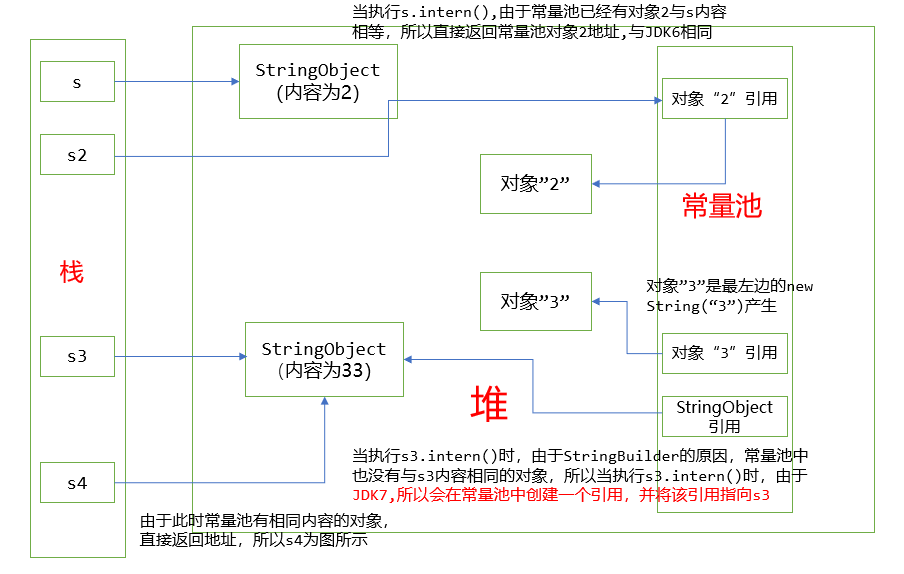 当执行s.intern(),由于常量池已经有对象2与s内容
相等，所以直接返回常量池对象2地址,与JDK6相同
s
StringObject
(内容为2)
对象“2”引用
s2
对象”2”
常量池
栈
对象”3”
对象”3”是最左边的new
String(“3”)产生
s3
StringObject
（内容为33)
对象“3”引用
堆
StringObject
引用
当执行s3.intern()时，由于StringBuilder的原因，常量池中
也没有与s3内容相同的对象，所以当执行s3.intern()时，由于
JDK7,所以会在常量池中创建一个引用，并将该引用指向s3
s4
由于此时常量池有相同内容的对象，
直接返回地址，所以s4为图所示